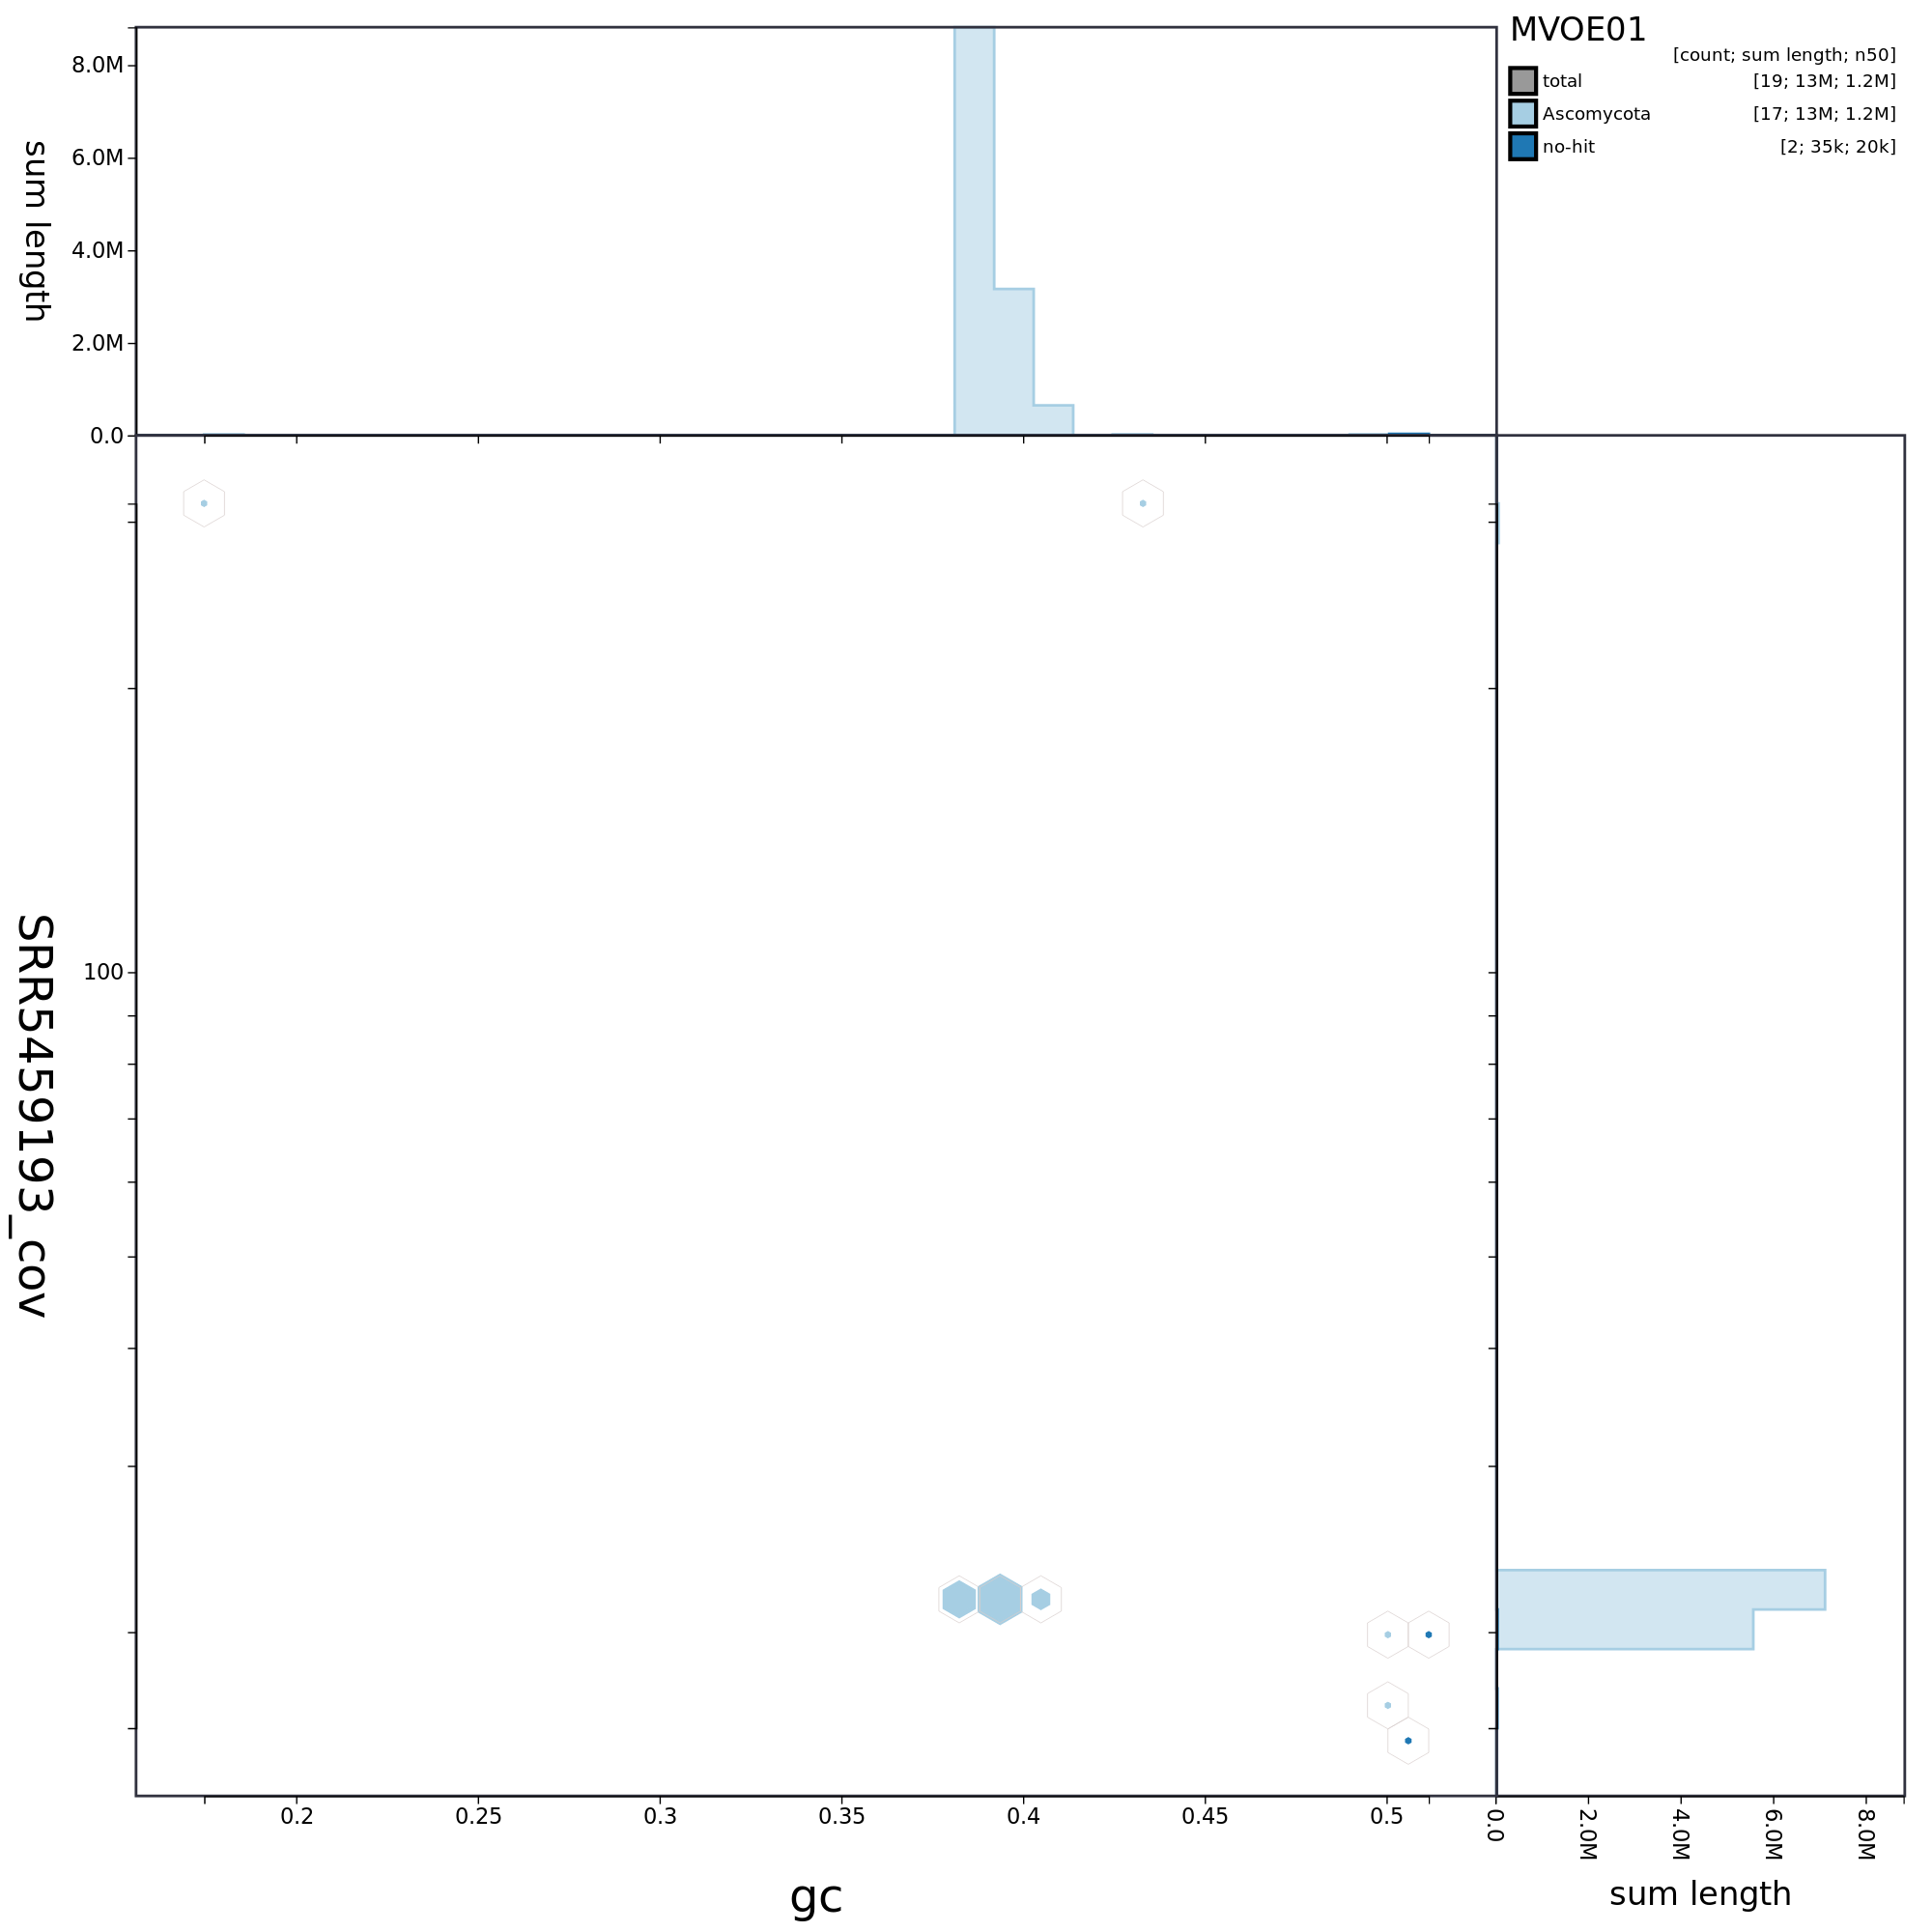 MVOE01
[count; sum length; n50]
total [19; 13M; 1.2M]
Ascomycota [17; 13M; 1.2M]
no-hit [2; 35k; 20k]
8.0M
6.0M
4.0M
2.0M
0.0
sum length
100
SRR5459193_cov
0.2 0.25 0.3 0.35 0.4 0.45 0.5
gc
0.0 2.0M 4.0M 6.0M 8.0M
sum length